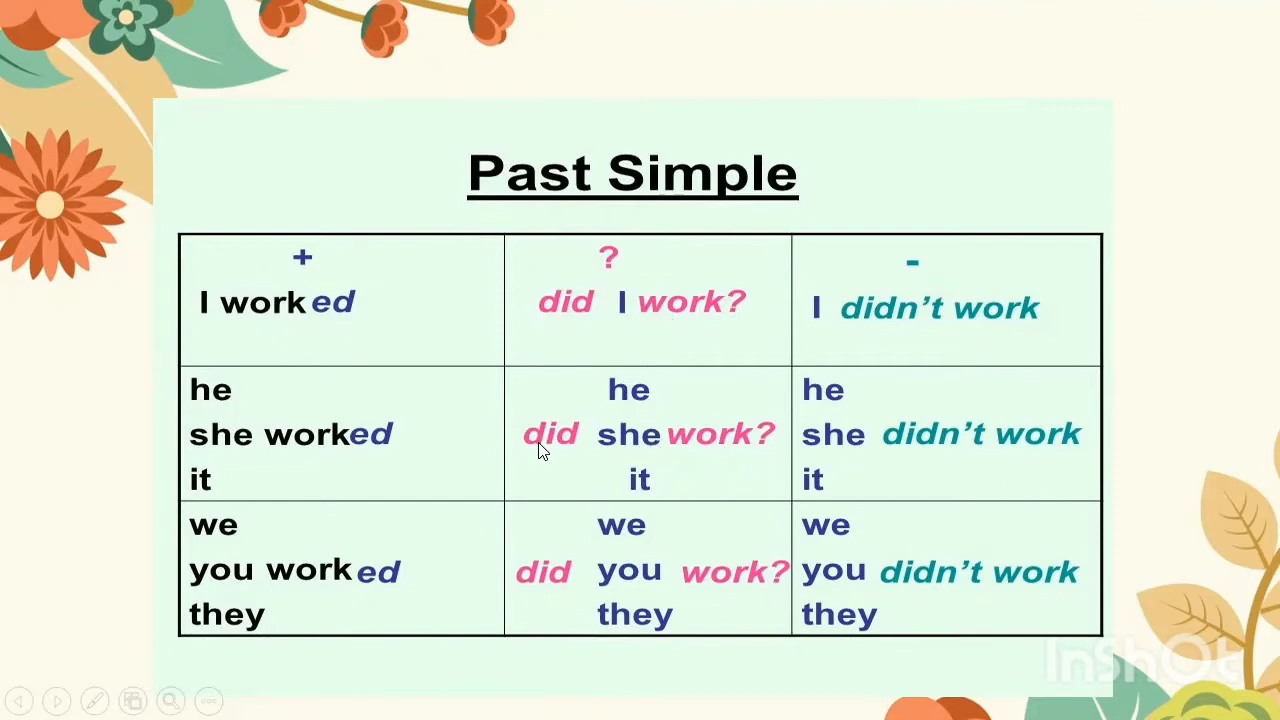 Past Simple
+
I worked
?
did I work?
-
I didn't work
he
she worked
it
he
did she work?
it
he
she didn't work
it
we
you worked
they
we
did you work?
they
we
you didn't work
they
InShOt